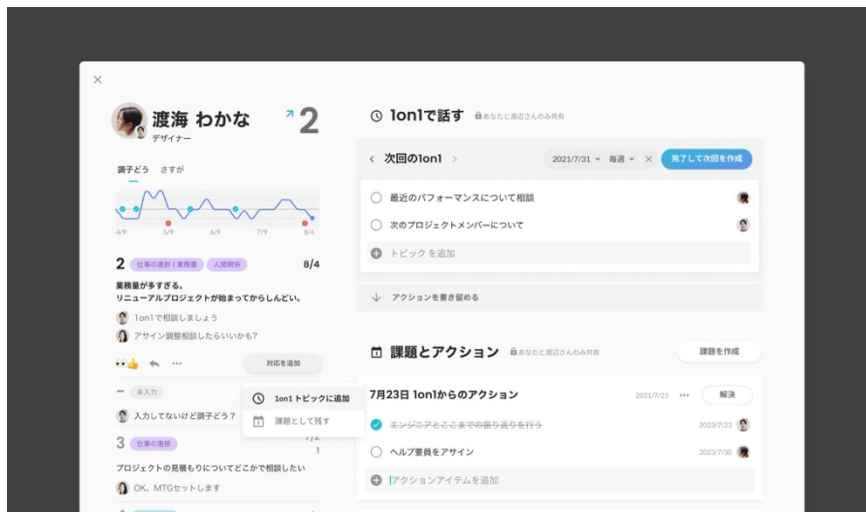 渡海 わかな
2
デザイナー
調子どう さすが
4/9 5/9 6/9 7/9 8/4
2 仕事の進捗 | 業務量 人間関係 8/4
業務量が多すぎる。
リニューアルプロジェクトが始まってからしんどい。
1on1で相談しましょう
アサイン調整相談したらいいかも?
対応を追加
1on1 トピックに追加
課題として残す
未入力
入力してないけど調子どう?
3 仕事の進捗 7/2
1
プロジェクトの見積もりについてどこかで相談したい
OK、MTGセットします
1on1で話す あなたと渡辺さんのみ共有
次回の1on1 2021/7/31 毎週 完了して次回を作成
最近のパフォーマンスについて相談
次のプロジェクトメンバーについて
トピックを追加
アクションを書き留める
課題とアクション あなたと渡辺さんのみ共有 課題を作成
7月23日 1on1からのアクション 2021/7/23 解決
エンジニアとここまでの振り返りを行う 2023/7/23
ヘルプ要員をアサイン 2023/7/30
アクションアイテムを追加